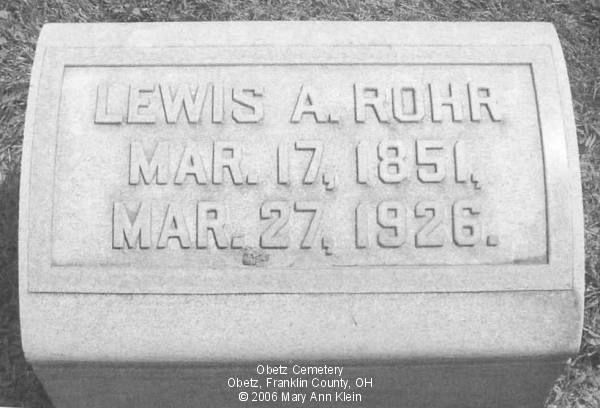 LEWIS A. ROHR
MAR. 17, 1851,
MAR. 27, 1926.
Obetz Cemetery
Obetz, Franklin County, OH
© 2006 Mary Ann Klein